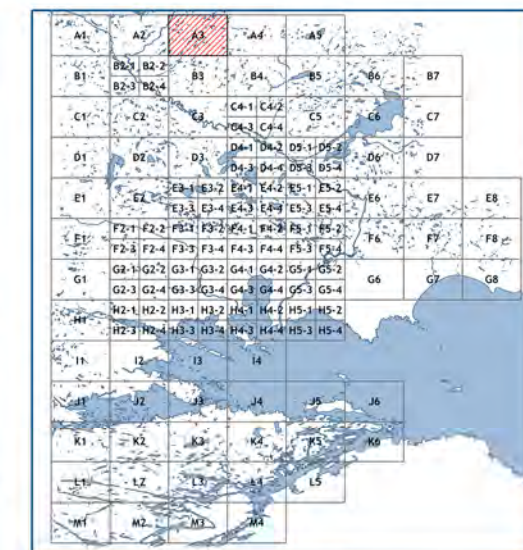 A1 A2 A3 A4 A5
B2-1 B2-2
B1 B3 B4 B5 B6 B7
B2-3 B2-4
C4-1 C4-2
C1 C2 C3 C5 C6 C7
C4-3 C4-4
D4-1 D4-2 D5-1 D5-2
D1 D2 D3 D6 D7
D4-3 D4-4 D5-3 D5-4
E3-1 E3-2 E4-1 E4-2 E5-1 E5-2
E1 E2 E6 E7 E8
E3-3 E3-4 E4-3 E4-4 E5-3 E5-4
F2-1 F2-2 F3-1 F3-2 F4-1 F4-2 F5-1 F5-2
F1 F6 F7 F8
F2-3 F2-4 F3-3 F3-4 F4-3 F4-4 F5-3 F5-4
G2-1 G2-2 G3-1 G3-2 G4-1 G4-2 G5-1 G5-2
G1 G6 G7 G8
G2-3 G2-4 G3-3 G3-4 G4-3 G4-4 G5-3 G5-4
H2-1 H2-2 H3-1 H3-2 H4-1 H4-2 H5-1 H5-2
H1
H2-3 H2-4 H3-3 H3-4 H4-3 H4-4 H5-3 H5-4
I1 I2 I3 I4
J1 J2 J3 J4 J5 J6
K1 K2 K3 K4 K5 K6
L1 L2 L3 L4 L5
M1 M2 M3 M4